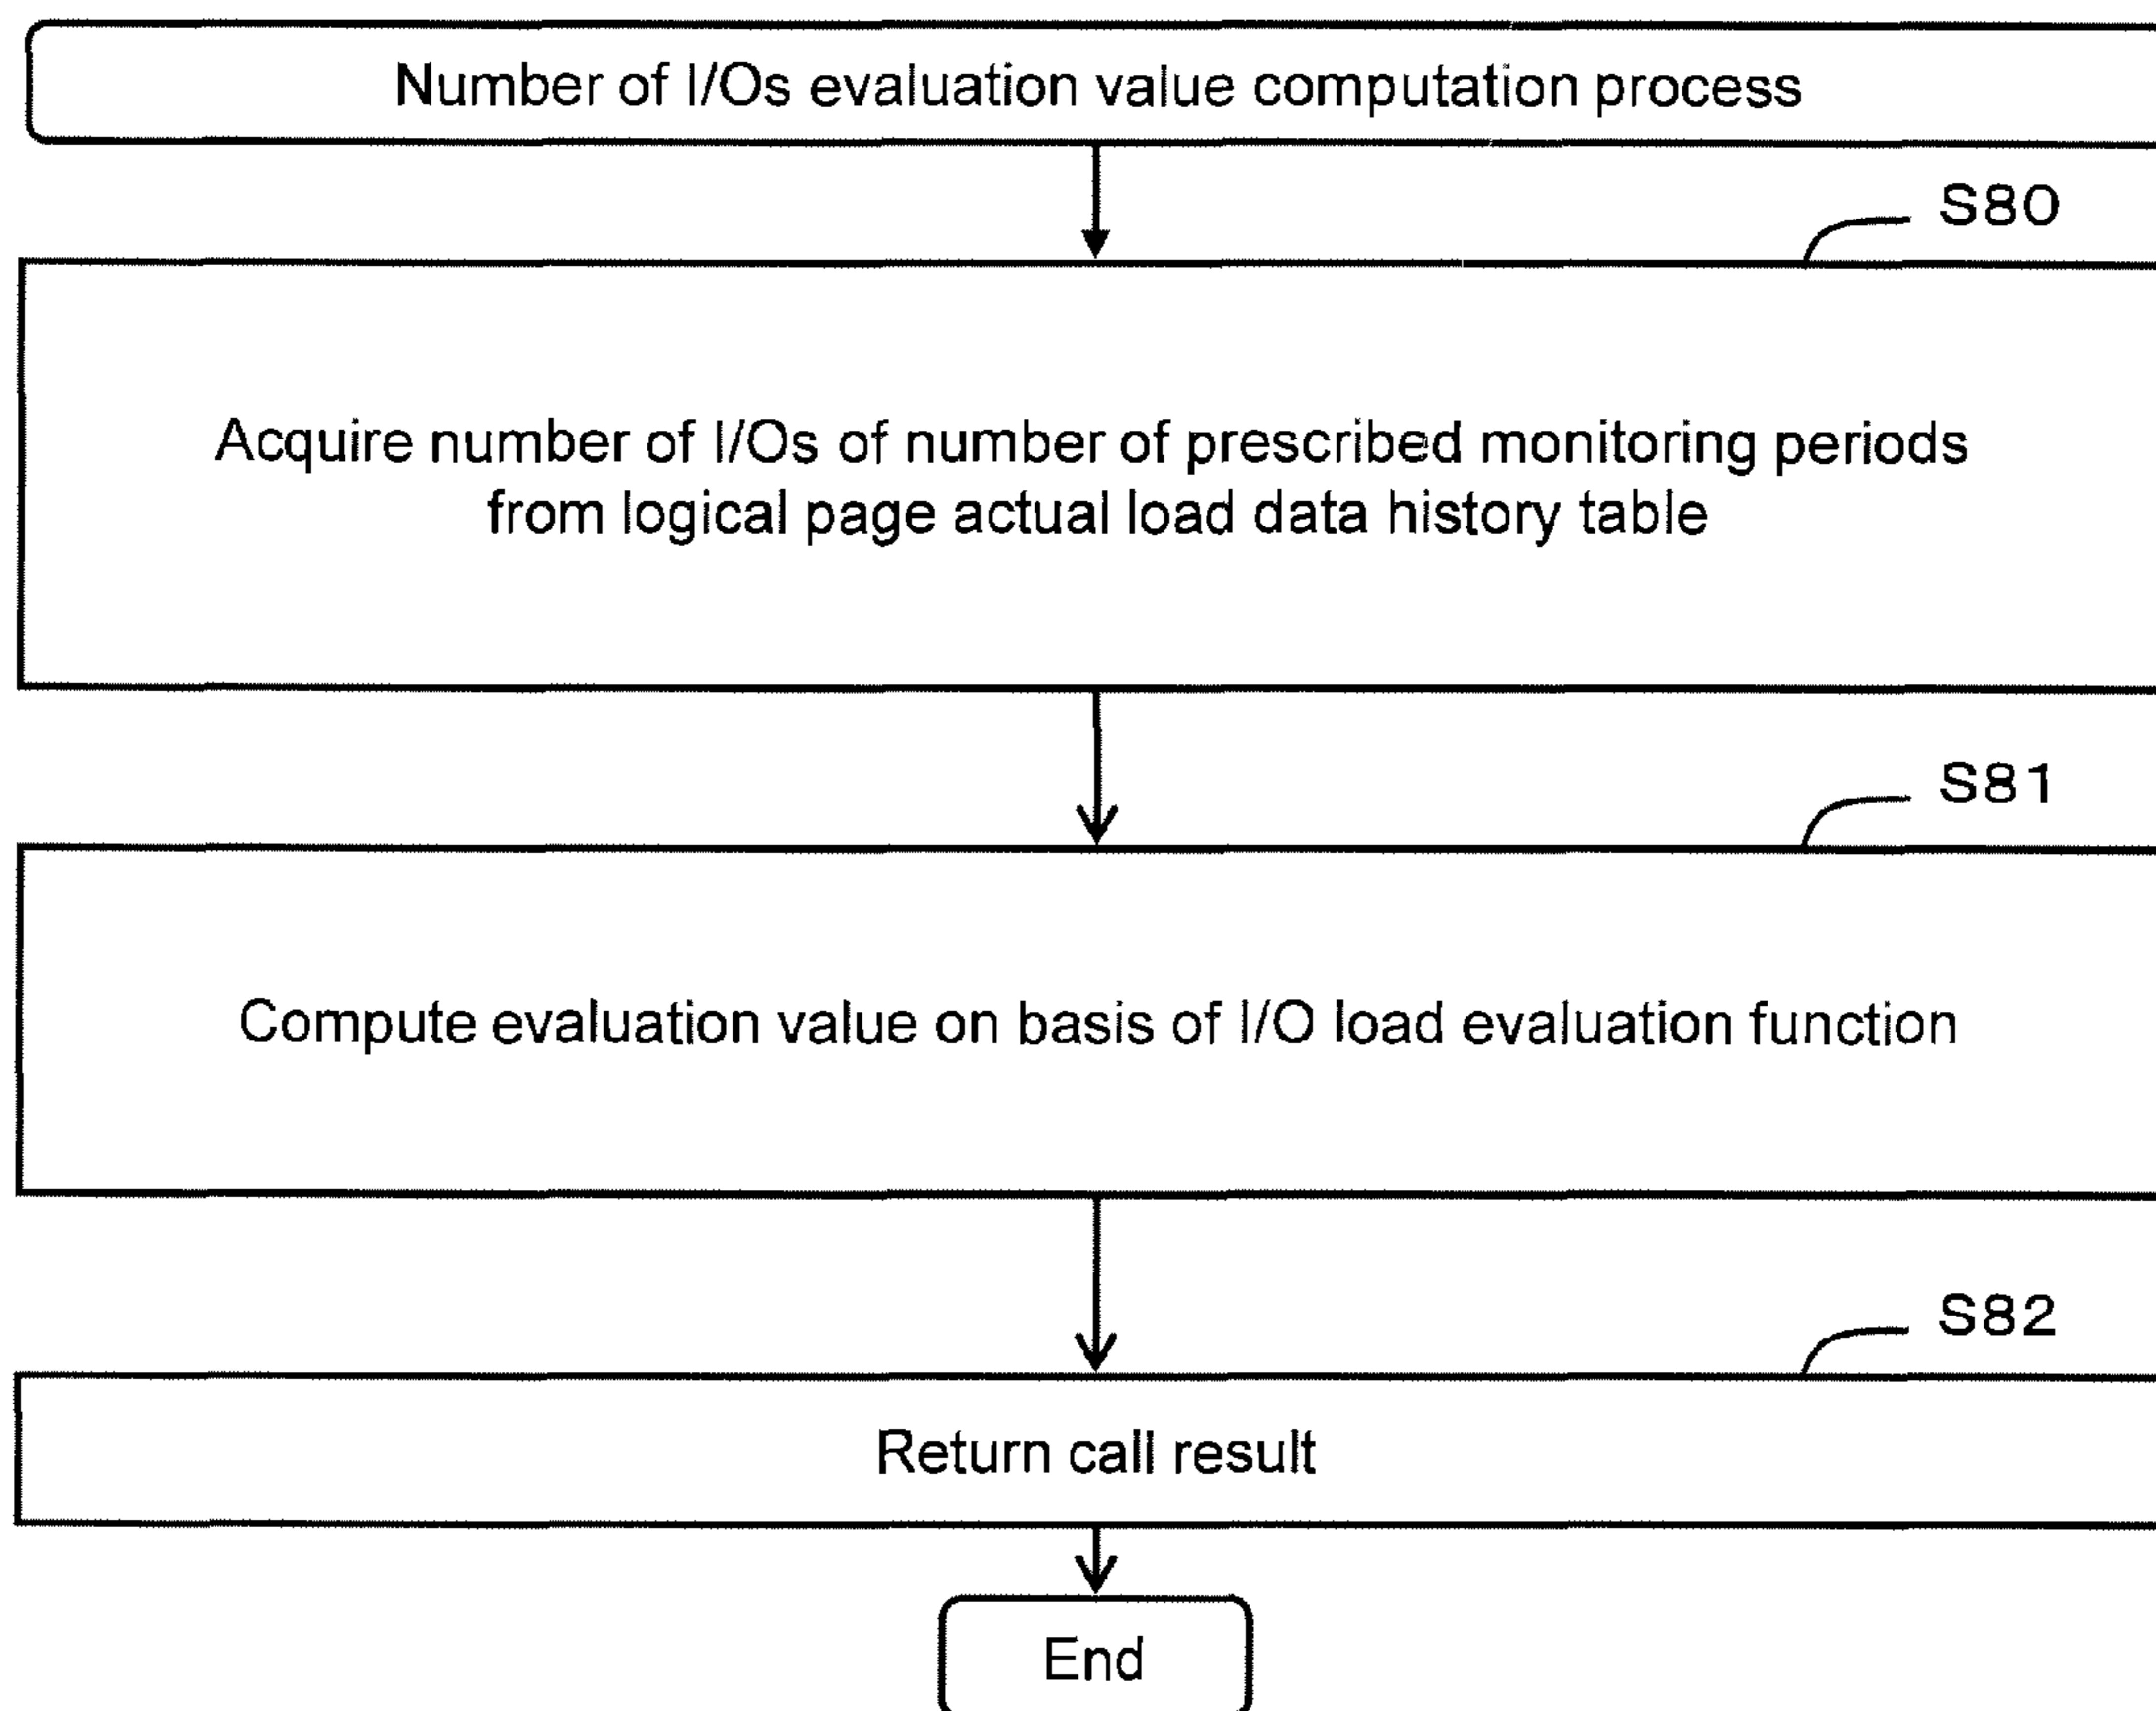 Number of I/Os evaluation value computation process
S80
Acquire number of I/Os of number of prescribed monitoring periods
from logical page actual load data history table
S81
Compute evaluation value on basis of I/O load evaluation function
S82
Return call result
End